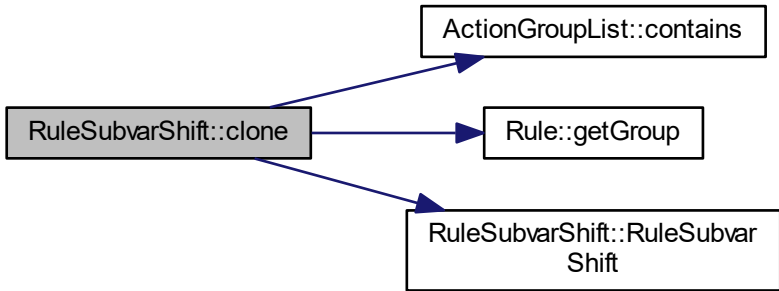 ActionGroupList::contains
RuleSubvarShift::clone
Rule::getGroup
RuleSubvarShift::RuleSubvar
Shift